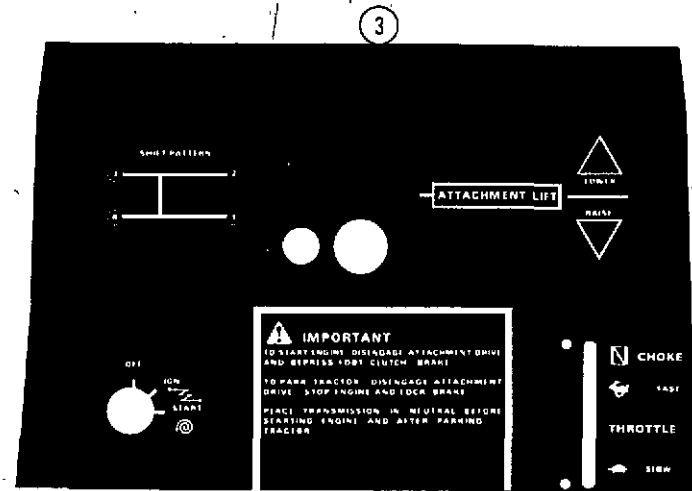 3
SHIFT PATTERN
3 2
R 1
LOWER
ATTACHMENT LIFT
RAISE
OFF
IGN
START
IMPORTANT
TO START ENGINE DISENGAGE ATTACHMENT DRIVE
AND DEPRESS FOOT CLUTCH BRAKE
TO PARK TRACTOR DISENGAGE ATTACHMENT
DRIVE STOP ENGINE AND LOCK BRAKE
PLACE TRANSMISSION IN NEUTRAL BEFORE
STARTING ENGINE AND AFTER PARKING
TRACTOR
CHOKE
FAST
THROTTLE
SLOW